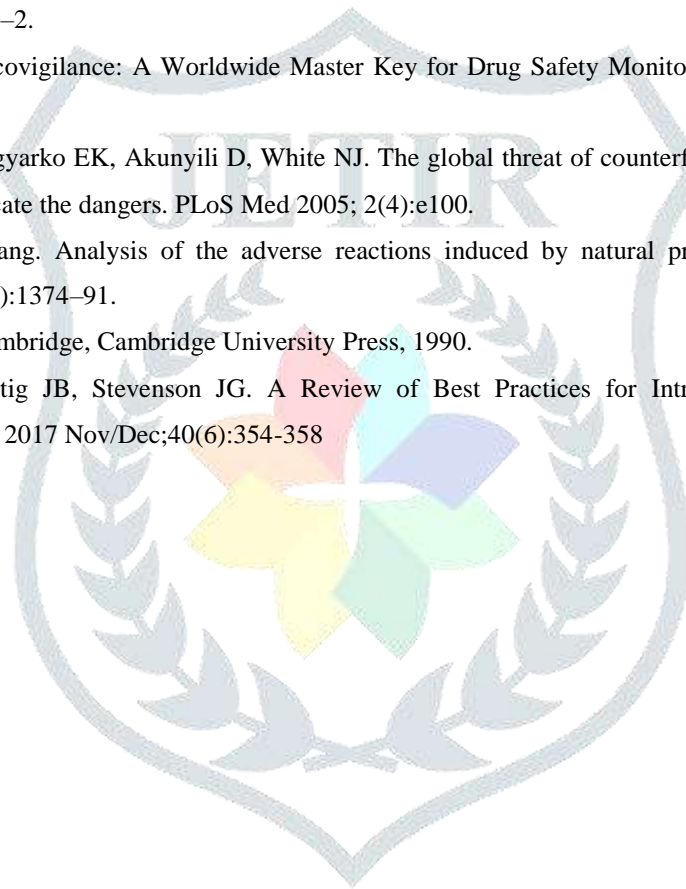 –2.
covigilance: A Worldwide Master Key for Drug Safety Monito
gyarko EK, Akunyili D, White NJ. The global threat of counterf
cate the dangers. PLoS Med 2005; 2(4):e100.
JETIR
ang. Analysis of the adverse reactions induced by natural pr
):1374–91.
mbridge, Cambridge University Press, 1990.
tig JB, Stevenson JG. A Review of Best Practices for Intr
2017 Nov/Dec;40(6):354-358